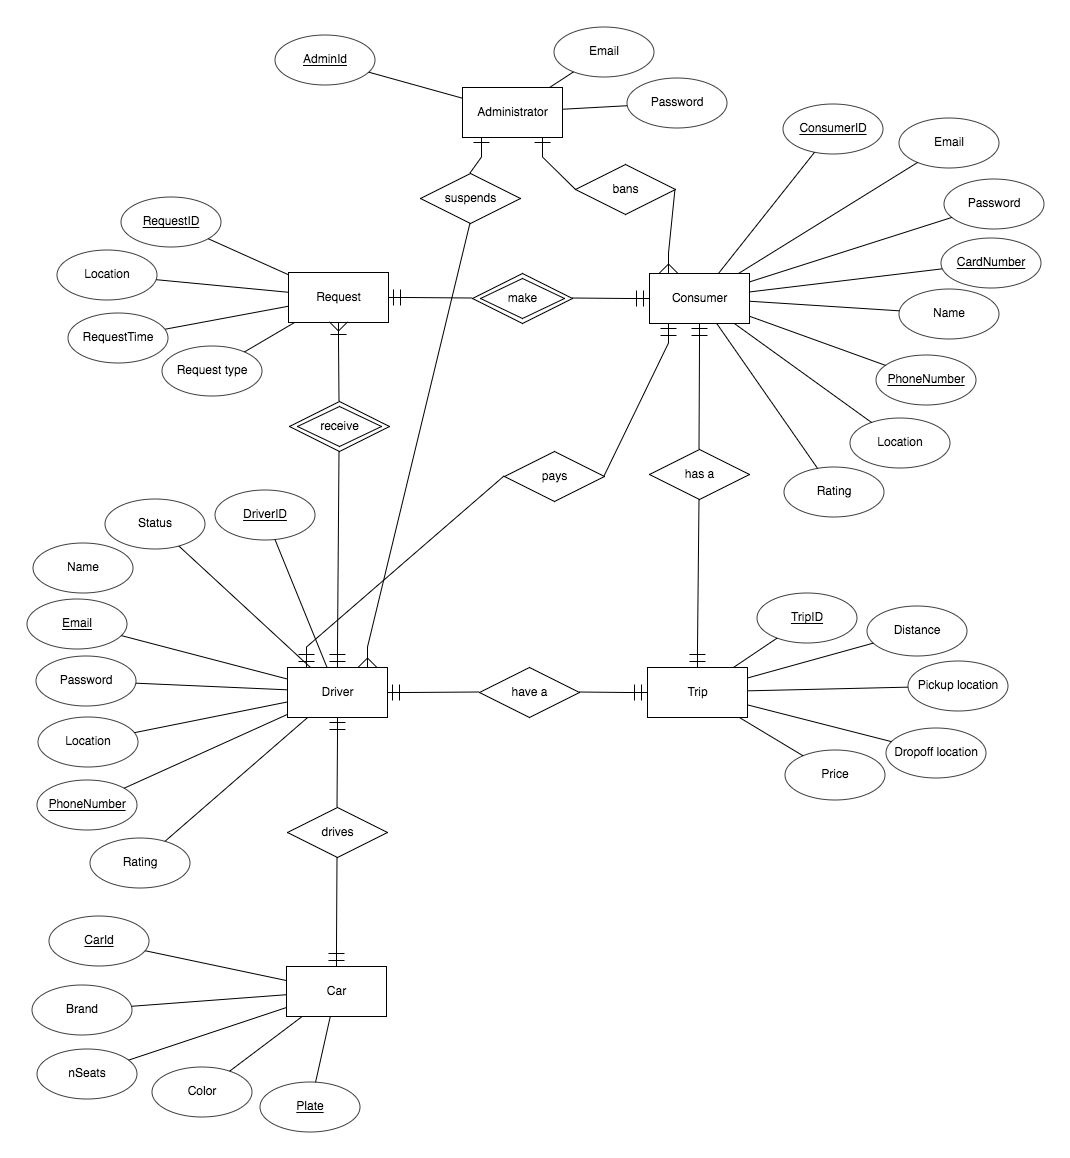 Email
AdminId
Password
Administrator
ConsumerID
Email
suspends
bans
Password
RequestID
CardNumber
Location
Request
make
Consumer
Name
RequestTime
Request type
PhoneNumber
receive
Location
pays
has a
Rating
DriverID
Status
Name
Email
TripID
Distance
Password
Pickup location
Driver
have a
Trip
Location
Dropoff location
Price
PhoneNumber
drives
Rating
CarId
Car
Brand
nSeats
Color
Plate